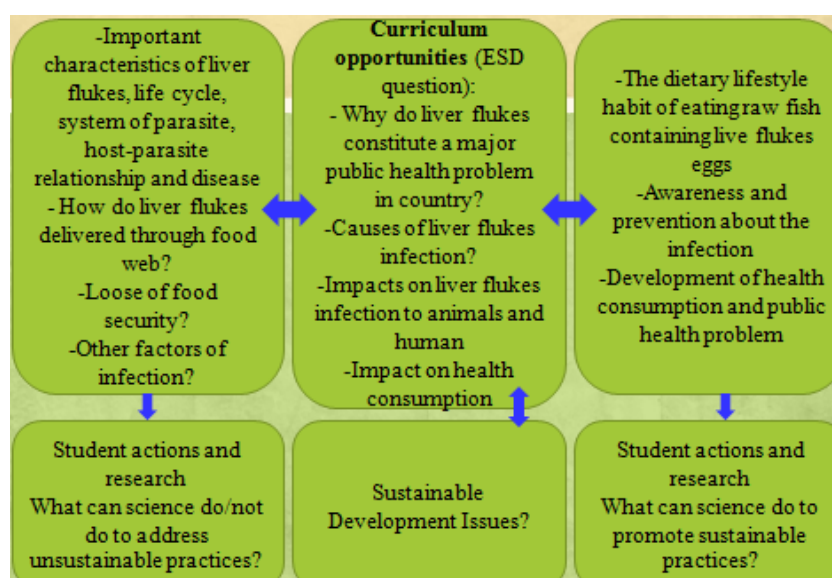 -Important
characteristics of liver
flukes, life cycle,
system of parasite,
host-parasite
relationship and disease
- How do liver flukes
delivered through food
web?
-Loose of food
security?
-Other factors of
infection?
Curriculum
opportunities (ESD
question):
- Why do liver flukes
constitute a major
public health problem
in country?
-Causes of liver flukes
infection?
-Impacts on liver flukes
infection to animals and
human
-Impact on health
consumption
-The dietary lifestyle
habit of eating raw fish
containing live flukes
eggs
-Awareness and
prevention about the
infection
-Development of health
consumption and public
health problem
Student actions and
research
What can science do/not
do to address
unsustainable practices?
Sustainable
Development Issues?
Student actions and
research
What can science do to
promote sustainable
practices?